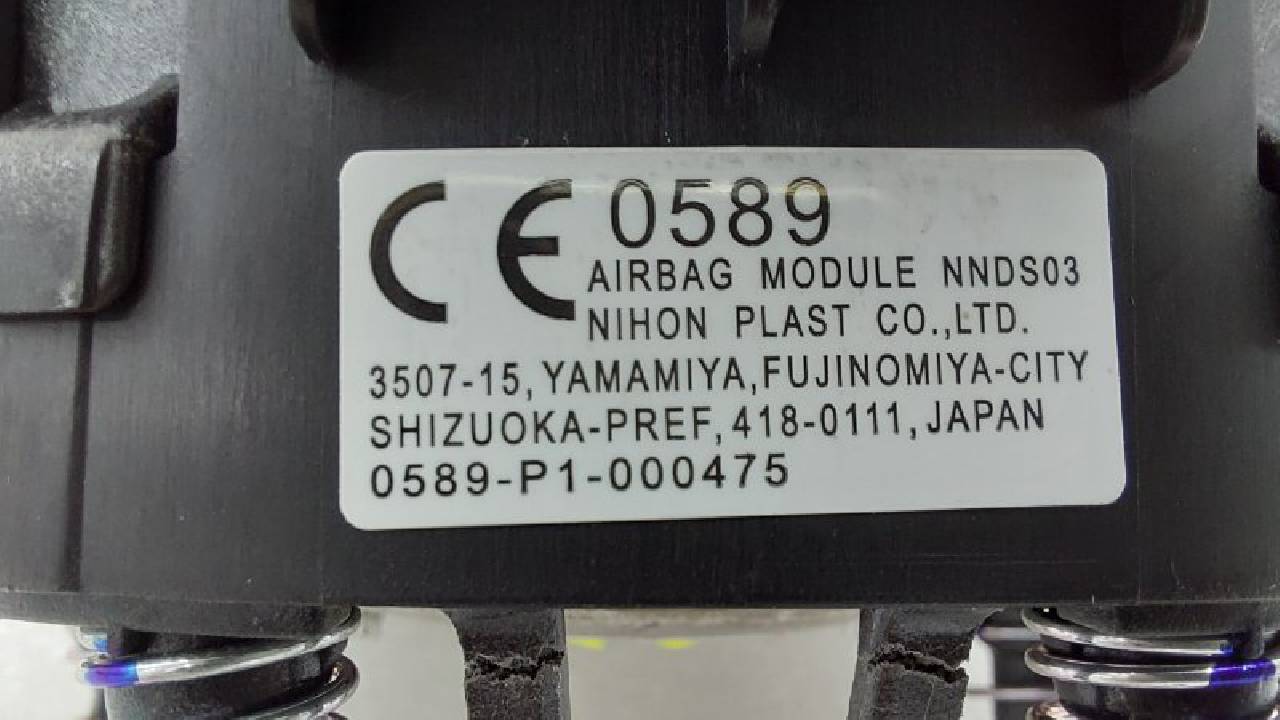 CE 0589
AIRBAG MODULE NNDS03
NIHON PLAST CO.,LTD.
3507-15,YAMAMIYA,FUJINOMIYA-CITY
SHIZUOKA-PREF,418-0111,JAPAN
0589-P1-000475